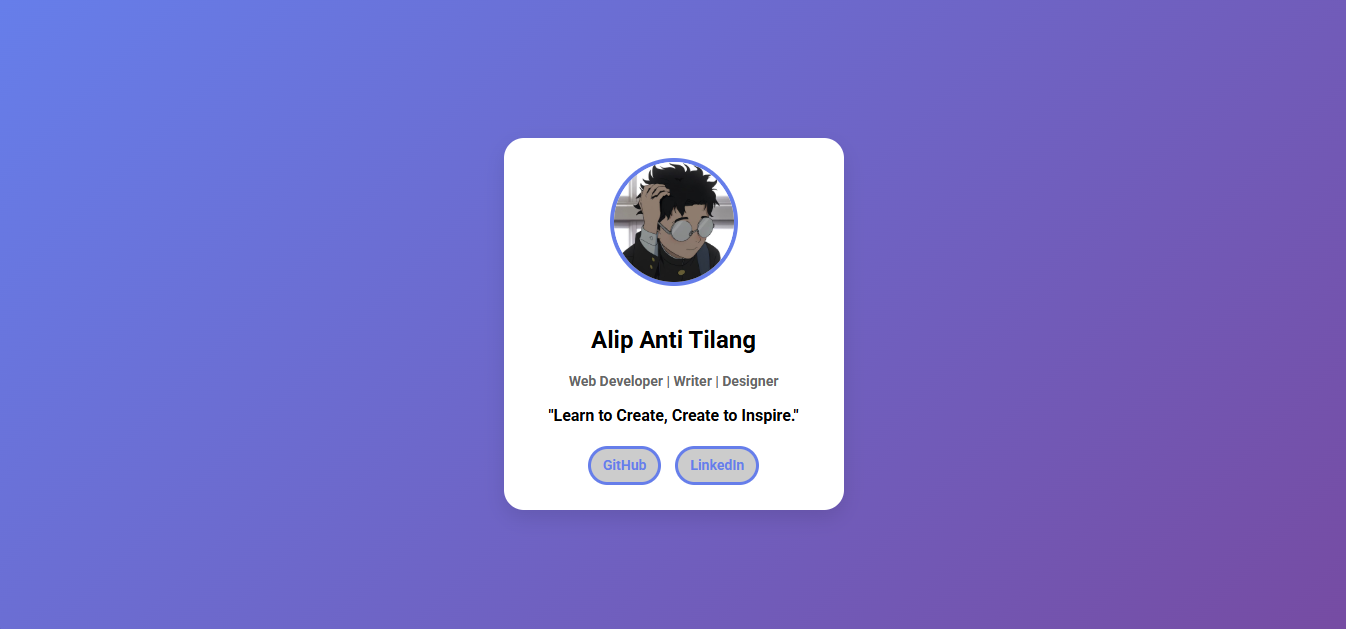 Alip Anti Tilang
Web Developer | Writer | Designer
"Learn to Create, Create to Inspire."
GitHub LinkedIn